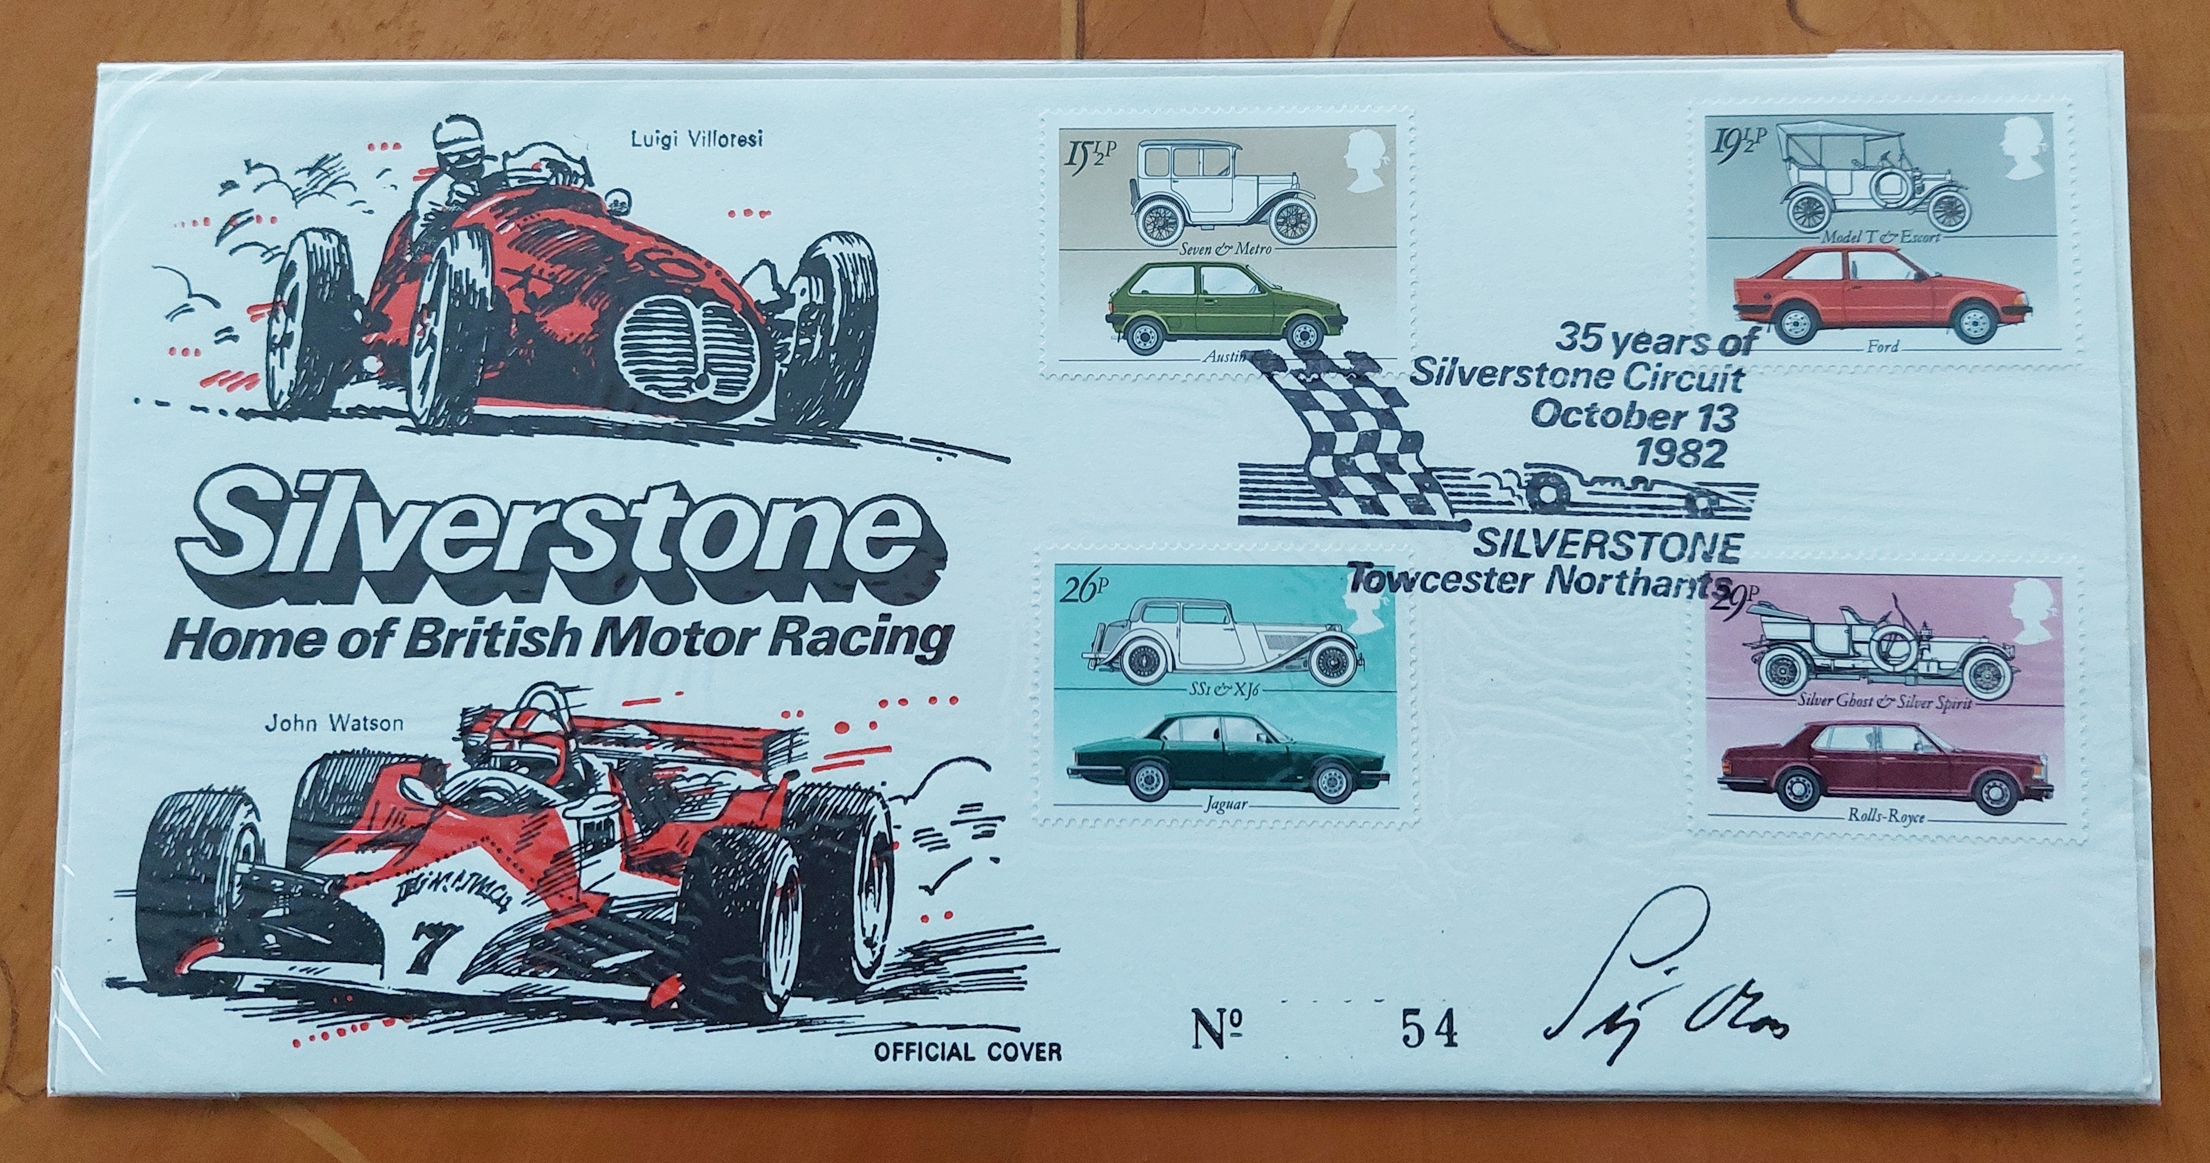 Luigi Villoresi
Silverstone
Home of British Motor Racing
John Watson
7
OFFICIAL COVER
15½P
Seven & Metro
Austin
19½P
Model T & Escort
Ford
35 years of
Silverstone Circuit
October 13
1982
SILVERSTONE
Towcester Northants
26P
SS1 & XJ6
Jaguar
29P
Silver Ghost & Silver Spirit
Rolls-Royce
Nº 54